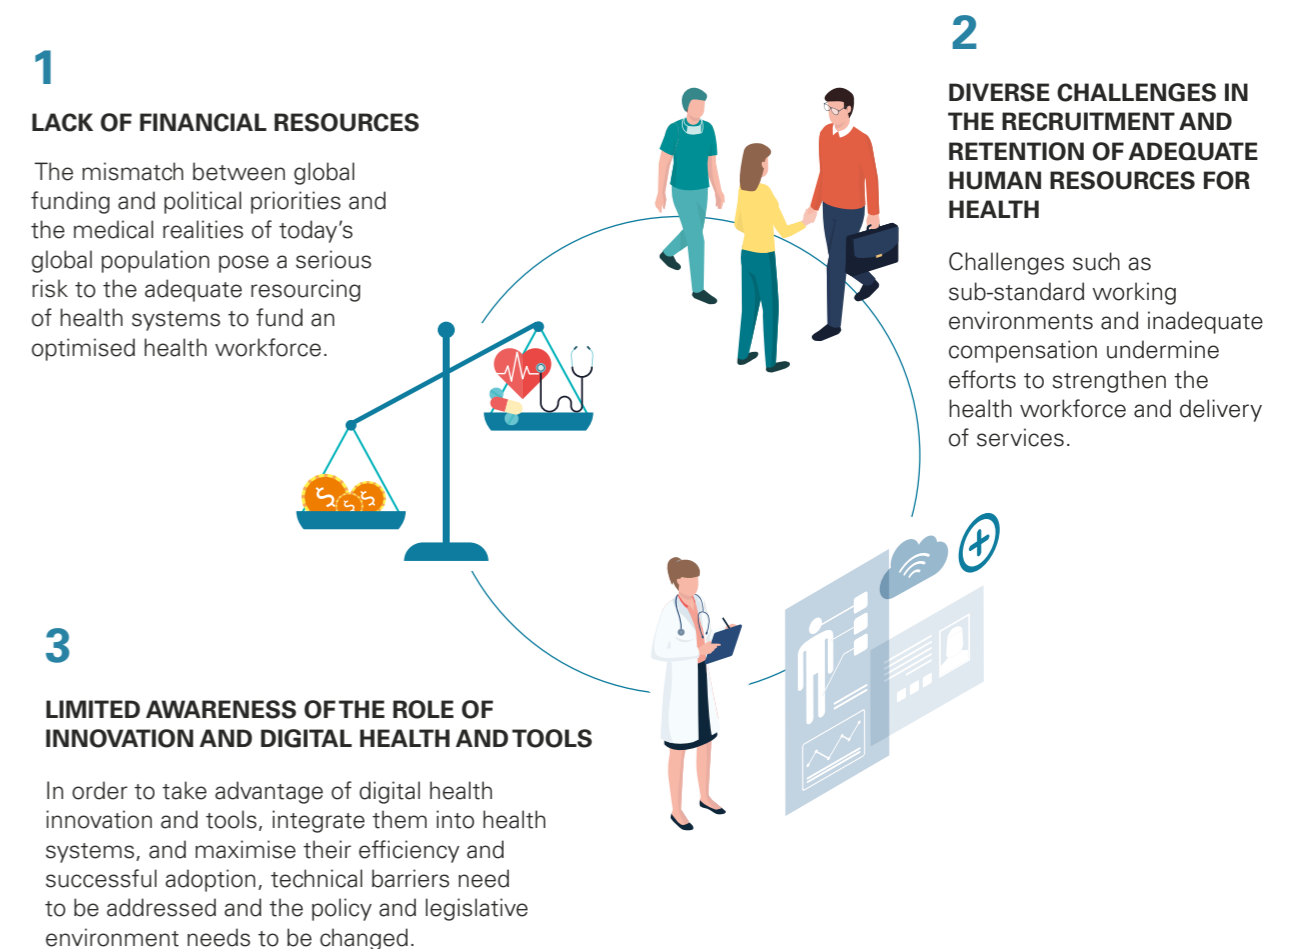 1
LACK OF FINANCIAL RESOURCES
The mismatch between global
funding and political priorities and
the medical realities of today's
global population pose a serious
risk to the adequate resourcing
of health systems to fund an
optimised health workforce.
2
DIVERSE CHALLENGES IN
THE RECRUITMENT AND
RETENTION OF ADEQUATE
HUMAN RESOURCES FOR
HEALTH
Challenges such as
sub-standard working
environments and inadequate
compensation undermine
efforts to strengthen the
health workforce and delivery
of services.
3
LIMITED AWARENESS OF THE ROLE OF
INNOVATION AND DIGITAL HEALTH AND TOOLS
In order to take advantage of digital health
innovation and tools, integrate them into health
systems, and maximise their efficiency and
successful adoption, technical barriers need
to be addressed and the policy and legislative
environment needs to be changed.